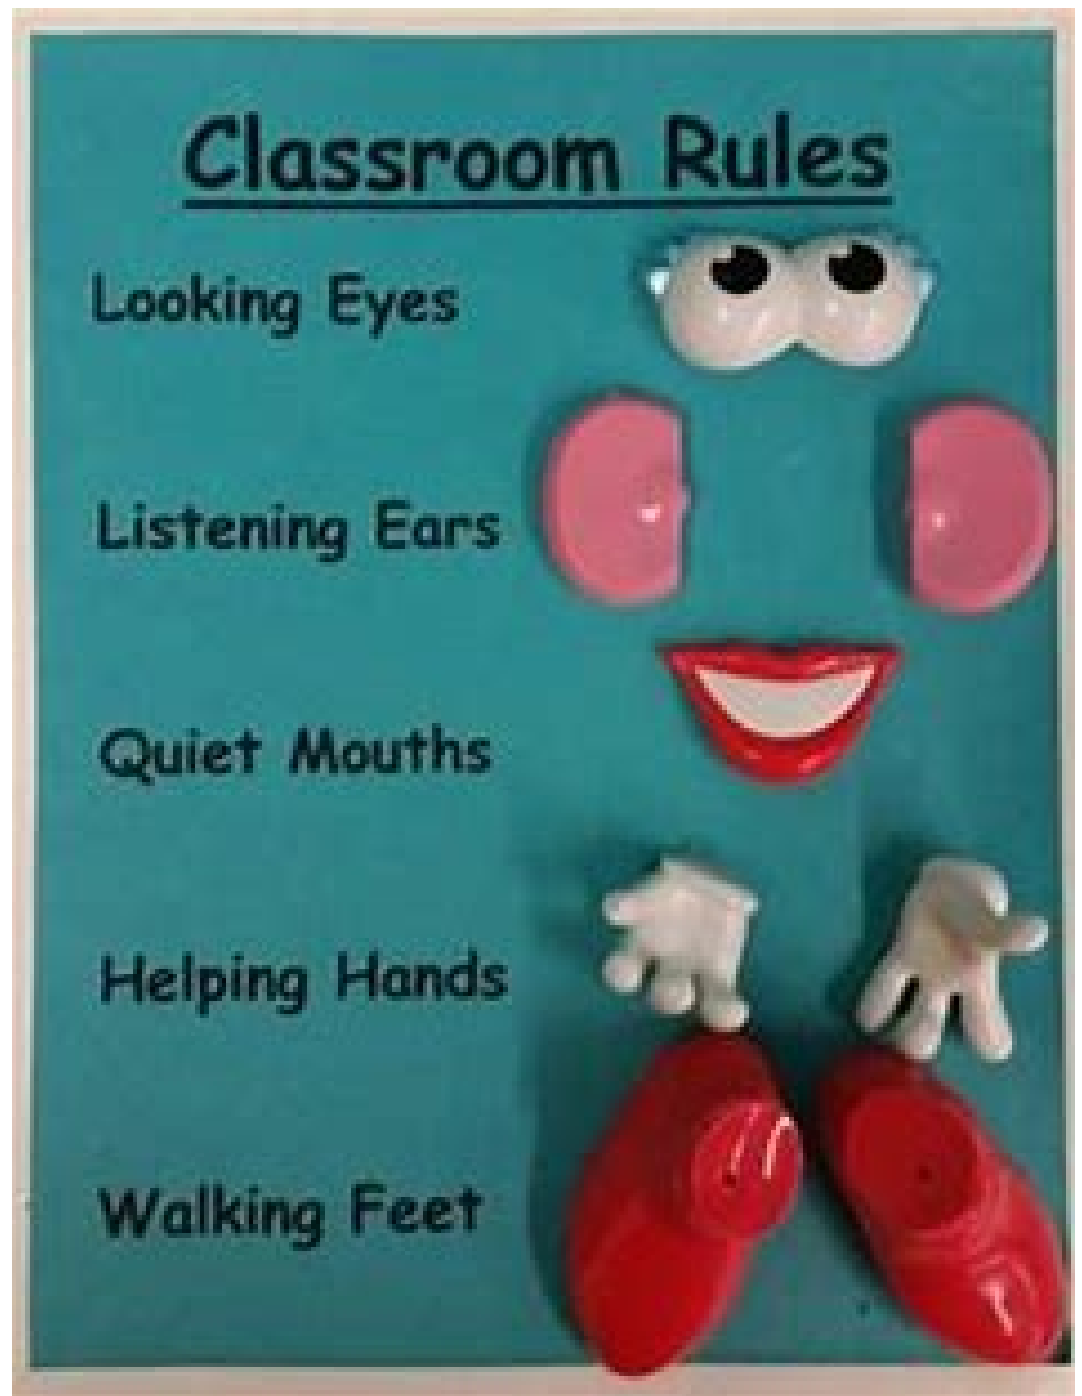 Classroom Rules
Looking Eyes
Listening Ears
Quiet Mouths
Helping Hands
Walking Feet